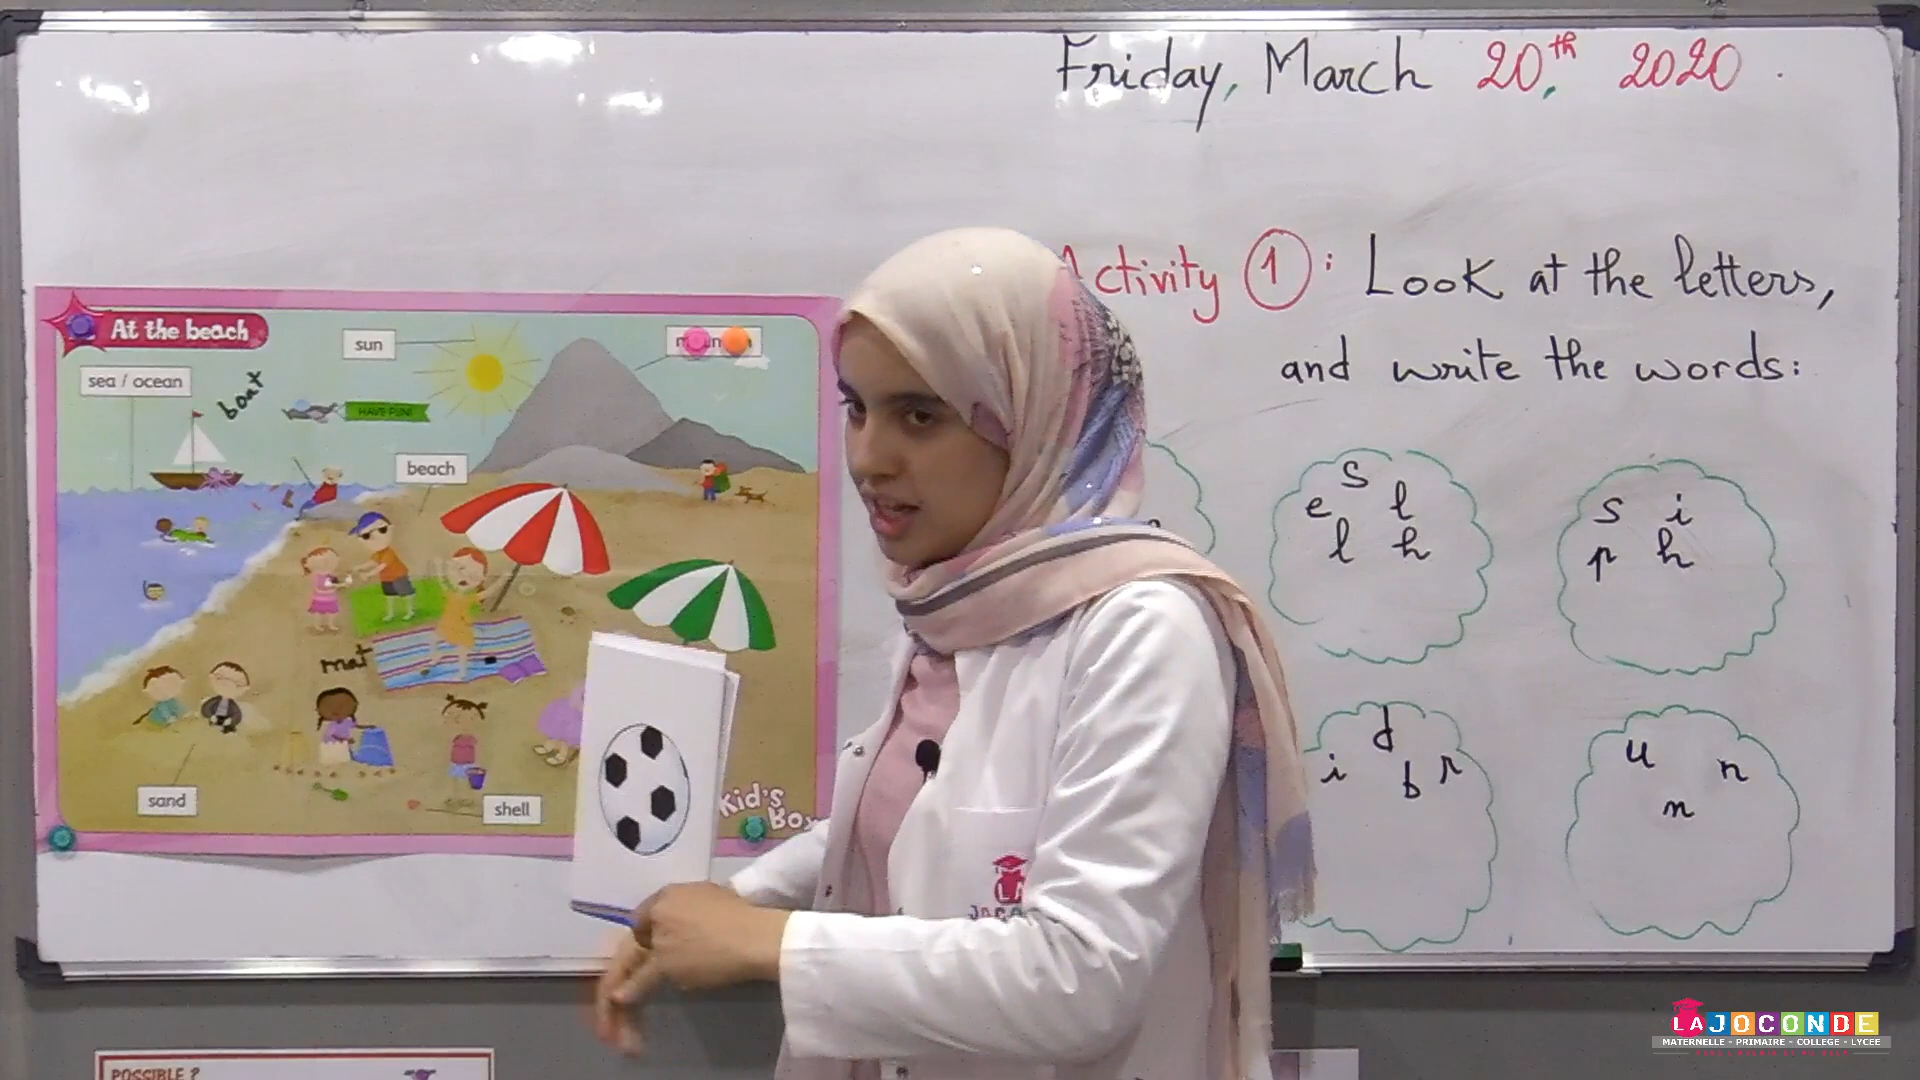 Friday, March 20th, 2020.
Activity 1: Look at the letters,
and write the words:
At the beach
sun
sea / ocean
boat
HAVE FUN!
beach
mat
sand
shell
Kid's
Box
s
e l
l h
s i
p h
d
i b r
u n
n
LAJOCONDE
MATERNELLE - PRIMAIRE - COLLEGE - LYCEE
POSSIBLE ?